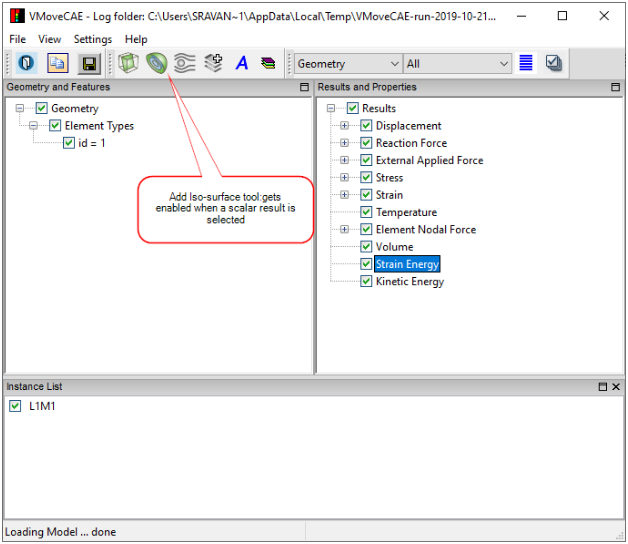 VMoveCAE - Log folder: C:\Users\SRAVAN~1\AppData\Local\Temp\VMoveCAE-run-2019-10-21...
File View Settings Help
A Geometry All
Geometry and Features
Results and Properties
Geometry
Element Types
id = 1
Add Iso-surface tool:gets
enabled when a scalar result is
selected
Results
Displacement
Reaction Force
External Applied Force
Stress
Strain
Temperature
Element Nodal Force
Volume
Strain Energy
Kinetic Energy
Instance List
L1M1
Loading Model ... done